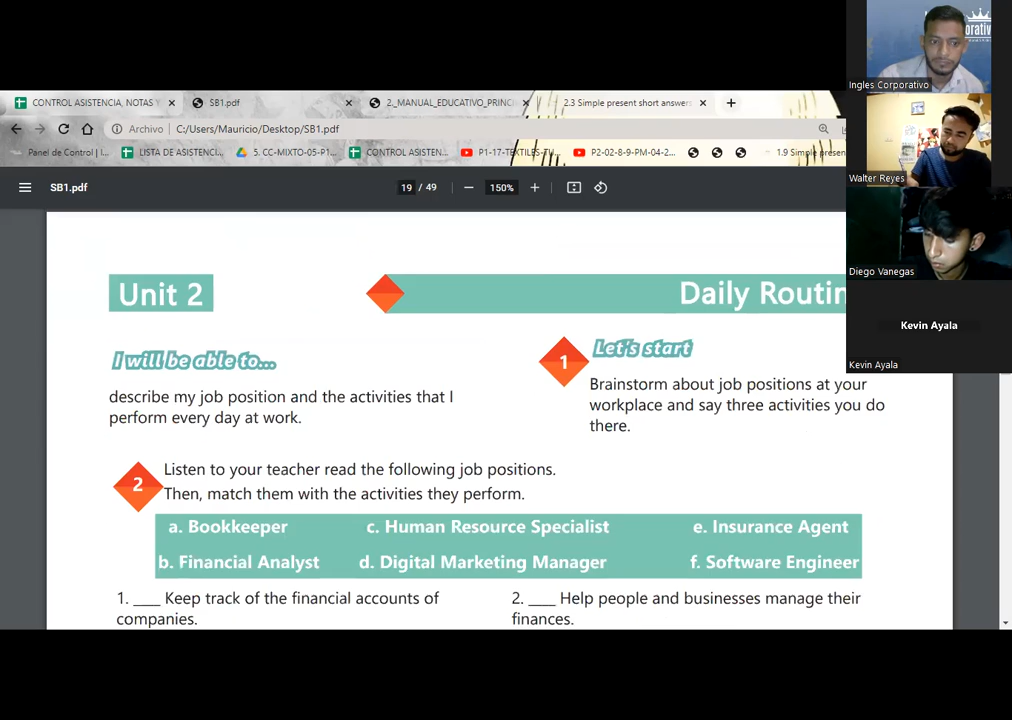 CONTROL ASISTENCIA, NOTAS Y
SB1.pdf
2._MANUAL_EDUCATIVO_PRINC
2.3 Simple present short answers
Archivo
C:/Users/Mauricio/Desktop/SB1.pdf
Panel de Control | I...
LISTA DE ASISTENCI...
5. CC-MIXTO-05-P1...
CONTROL ASISTEN...
P1-17-TEXTILES-TU
P2-02-8-9-PM-04-2...
1.9 Simple presen
SB1.pdf
19 / 49
150%
Unit 2
Daily Routin
I will be able to...
describe my job position and the activities that I
perform every day at work.
1
Let's start
Brainstorm about job positions at your
workplace and say three activities you do
there.
2
Listen to your teacher read the following job positions.
Then, match them with the activities they perform.
a. Bookkeeper
c. Human Resource Specialist
e. Insurance Agent
b. Financial Analyst
d. Digital Marketing Manager
f. Software Engineer
1. ___ Keep track of the financial accounts of
companies.
2. ___ Help people and businesses manage their
finances.
orativ
Ingles Corporativo
Walter Reyes
Diego Vanegas
Kevin Ayala
Kevin Ayala